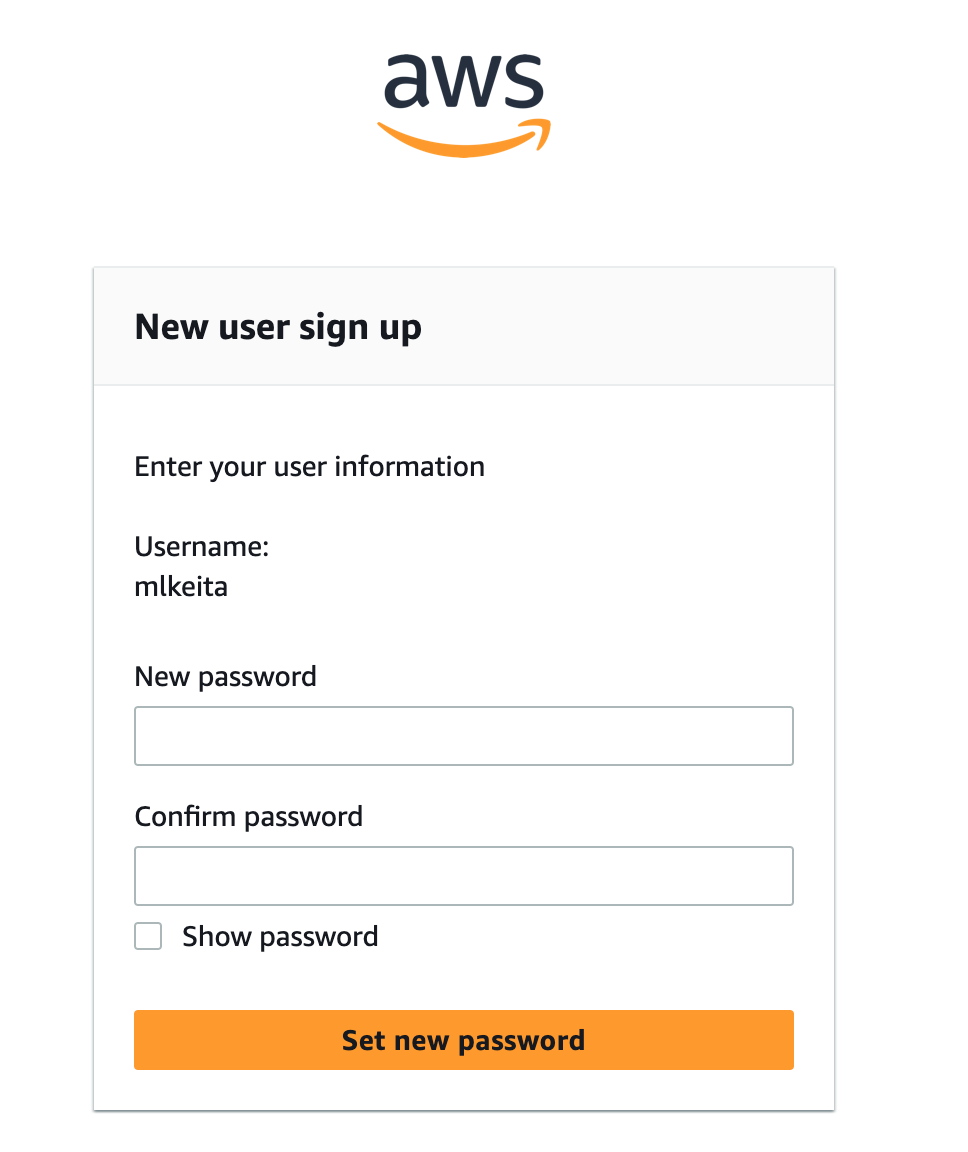 aws
New user sign up
Enter your user information
Username:
mlkeita
New password
Confirm password
Show password
Set new password